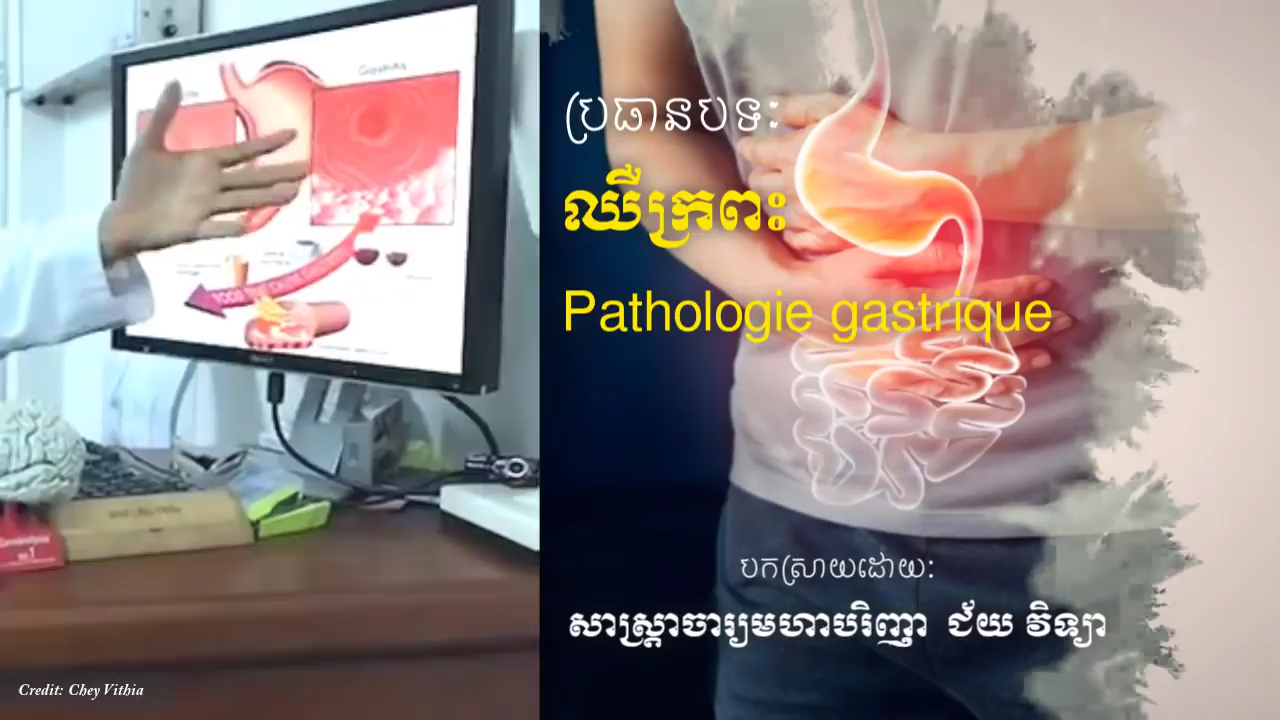 Gastritis
ប្រធានបទ:
ឈឺក្រពះ
Pathologie gastrique
បកស្រាយដោយ:
សាស្ត្រាចារ្យមហាបរិញ្ញា ជ័យ វិទ្យា
Credit: Chey Vithia